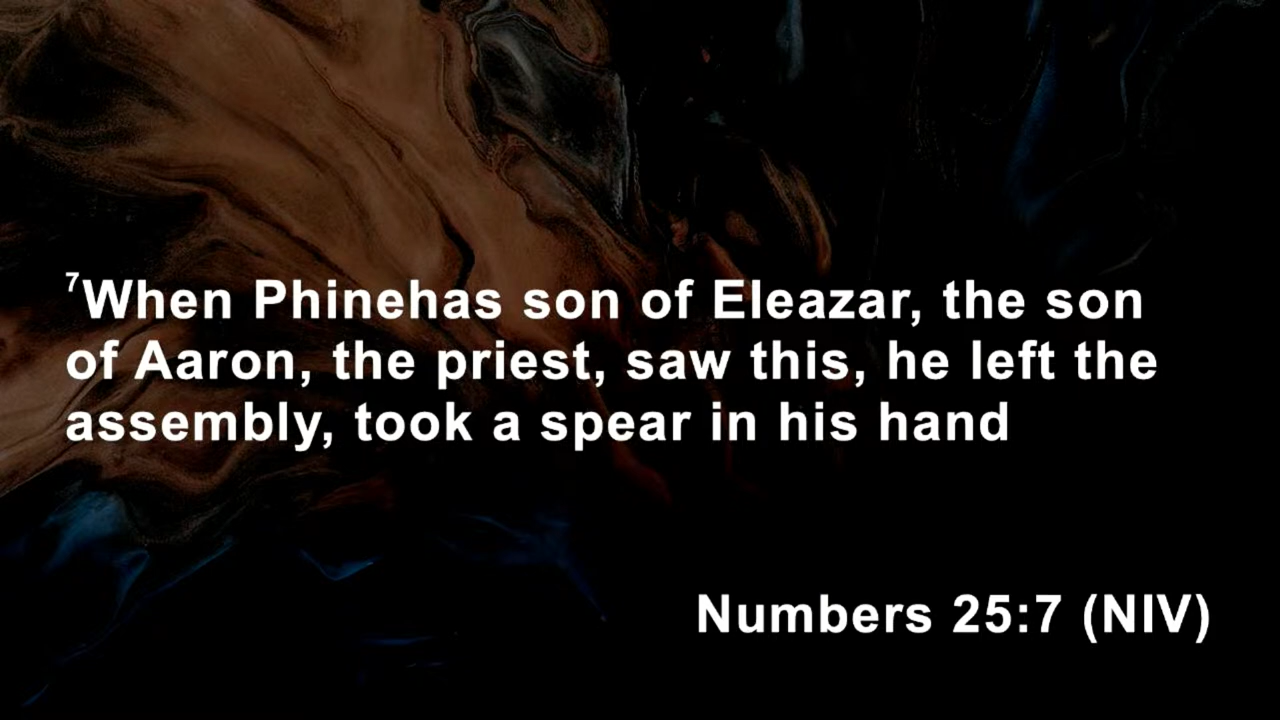 ⁷When Phinehas son of Eleazar, the son
of Aaron, the priest, saw this, he left the
assembly, took a spear in his hand
Numbers 25:7 (NIV)